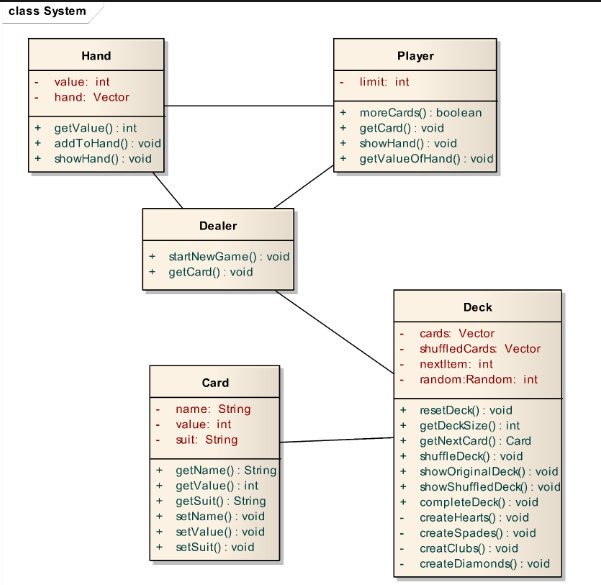 class System
Hand
- value: int
- hand: Vector
+ getValue() : int
+ addToHand() : void
+ showHand() : void
Player
- limit: int
+ moreCards() : boolean
+ getCard() : void
+ showHand() : void
+ getValueOfHand() : void
Dealer
+ startNewGame() : void
+ getCard() : void
Deck
- cards: Vector
- shuffledCards: Vector
- nextItem: int
- random:Random: int
+ resetDeck() : void
+ getDeckSize() : int
+ getNextCard() : Card
+ shuffleDeck() : void
+ showOriginalDeck() : void
+ showShuffledDeck() : void
+ completeDeck() : void
- createHearts() : void
- createSpades() : void
- creatClubs() : void
- createDiamonds() : void
Card
- name: String
- value: int
- suit: String
+ getName() : String
+ getValue() : int
+ getSuit() : String
+ setName() : void
+ setValue() : void
+ setSuit() : void